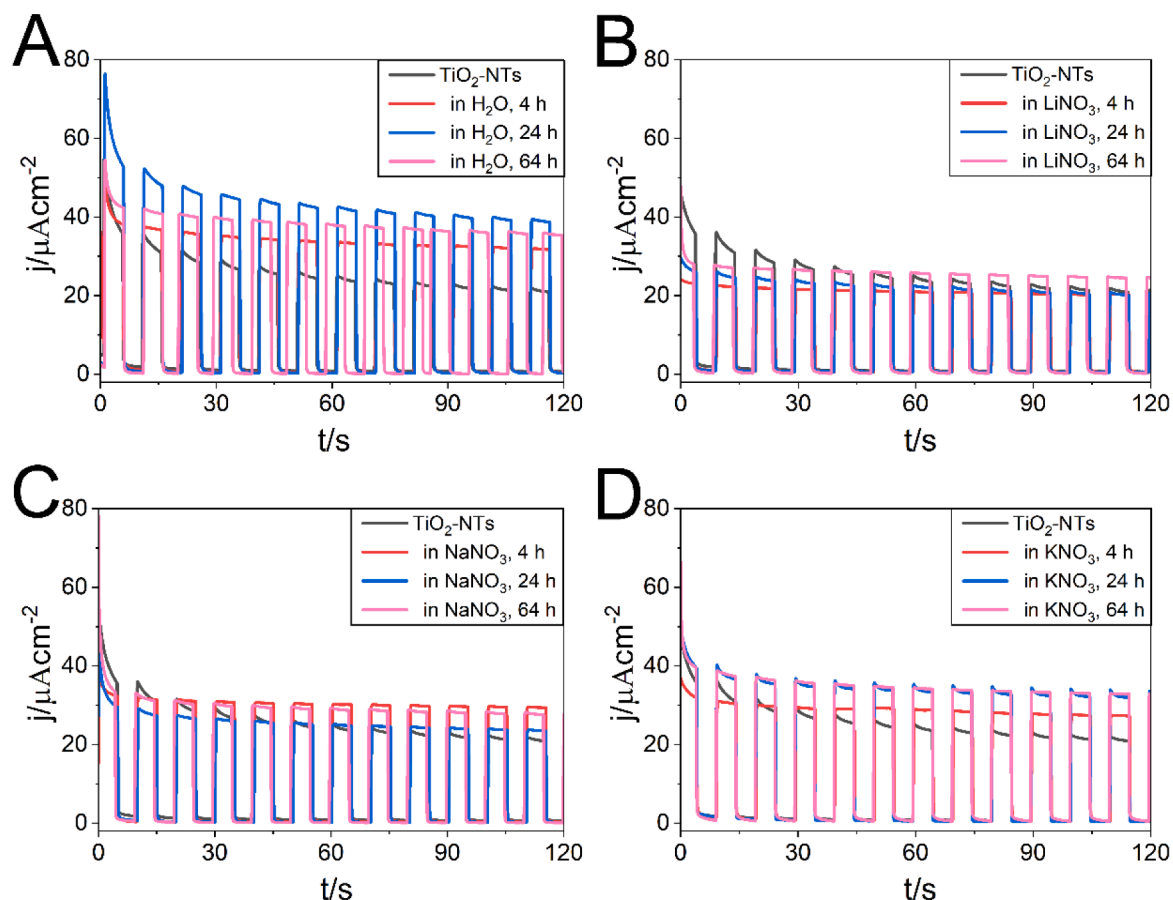 A
80
60
40
20
0
j/μAcm⁻²
0
30
60
90
120
t/s
TiO₂-NTs
in H₂O, 4 h
in H₂O, 24 h
in H₂O, 64 h
B
80
60
40
20
0
j/μAcm⁻²
0
30
60
90
120
t/s
TiO₂-NTs
in LiNO₃, 4 h
in LiNO₃, 24 h
in LiNO₃, 64 h
C
80
60
40
20
0
j/μAcm⁻²
0
30
60
90
120
t/s
TiO₂-NTs
in NaNO₃, 4 h
in NaNO₃, 24 h
in NaNO₃, 64 h
D
80
60
40
20
0
j/μAcm⁻²
0
30
60
90
120
t/s
TiO₂-NTs
in KNO₃, 4 h
in KNO₃, 24 h
in KNO₃, 64 h